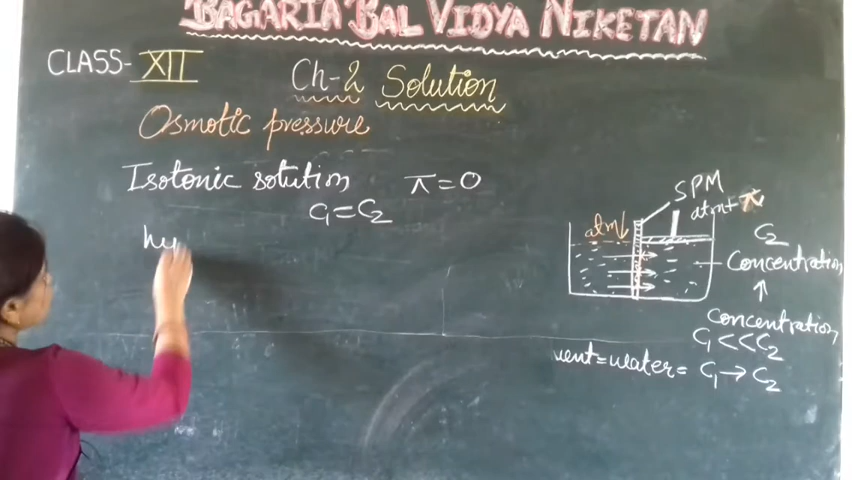 BAGARIA BAL VIDYA NIKETAN
CLASS- XII
Ch-2 Solution
Osmotic pressure
Isotonic solution π=0
C₁=C₂
hy
SPM
atm+π
atm↓
C₂
Concentration
↑
Concentration
C₁<<C₂
vent=water= C₁→C₂